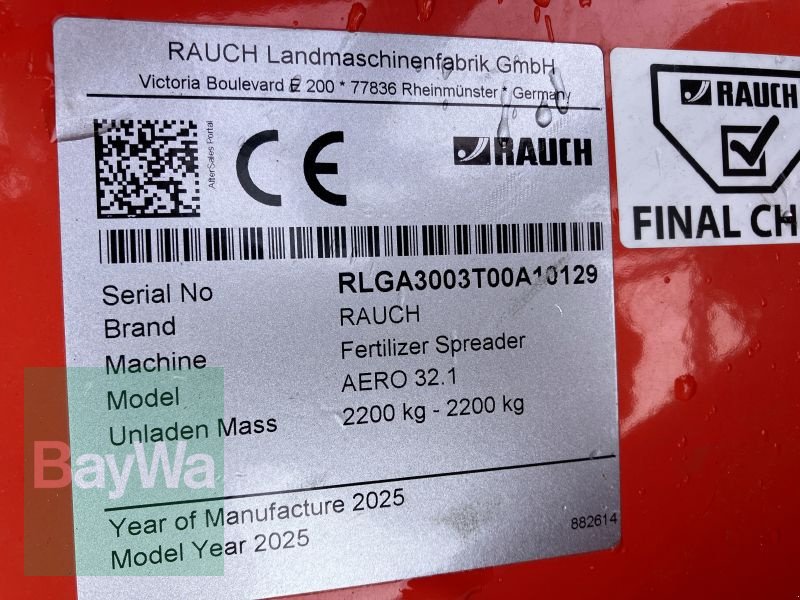 RAUCH Landmaschinenfabrik GmbH
Victoria Boulevard E 200 * 77836 Rheinmünster * Germany
AfterSales Portal
CE
RAUCH
Serial No RLGA3003T00A10129
Brand RAUCH
Machine Fertilizer Spreader
Model AERO 32.1
Unladen Mass 2200 kg - 2200 kg
Year of Manufacture 2025
Model Year 2025
882614
RAUCH
FINAL CH
BayWa